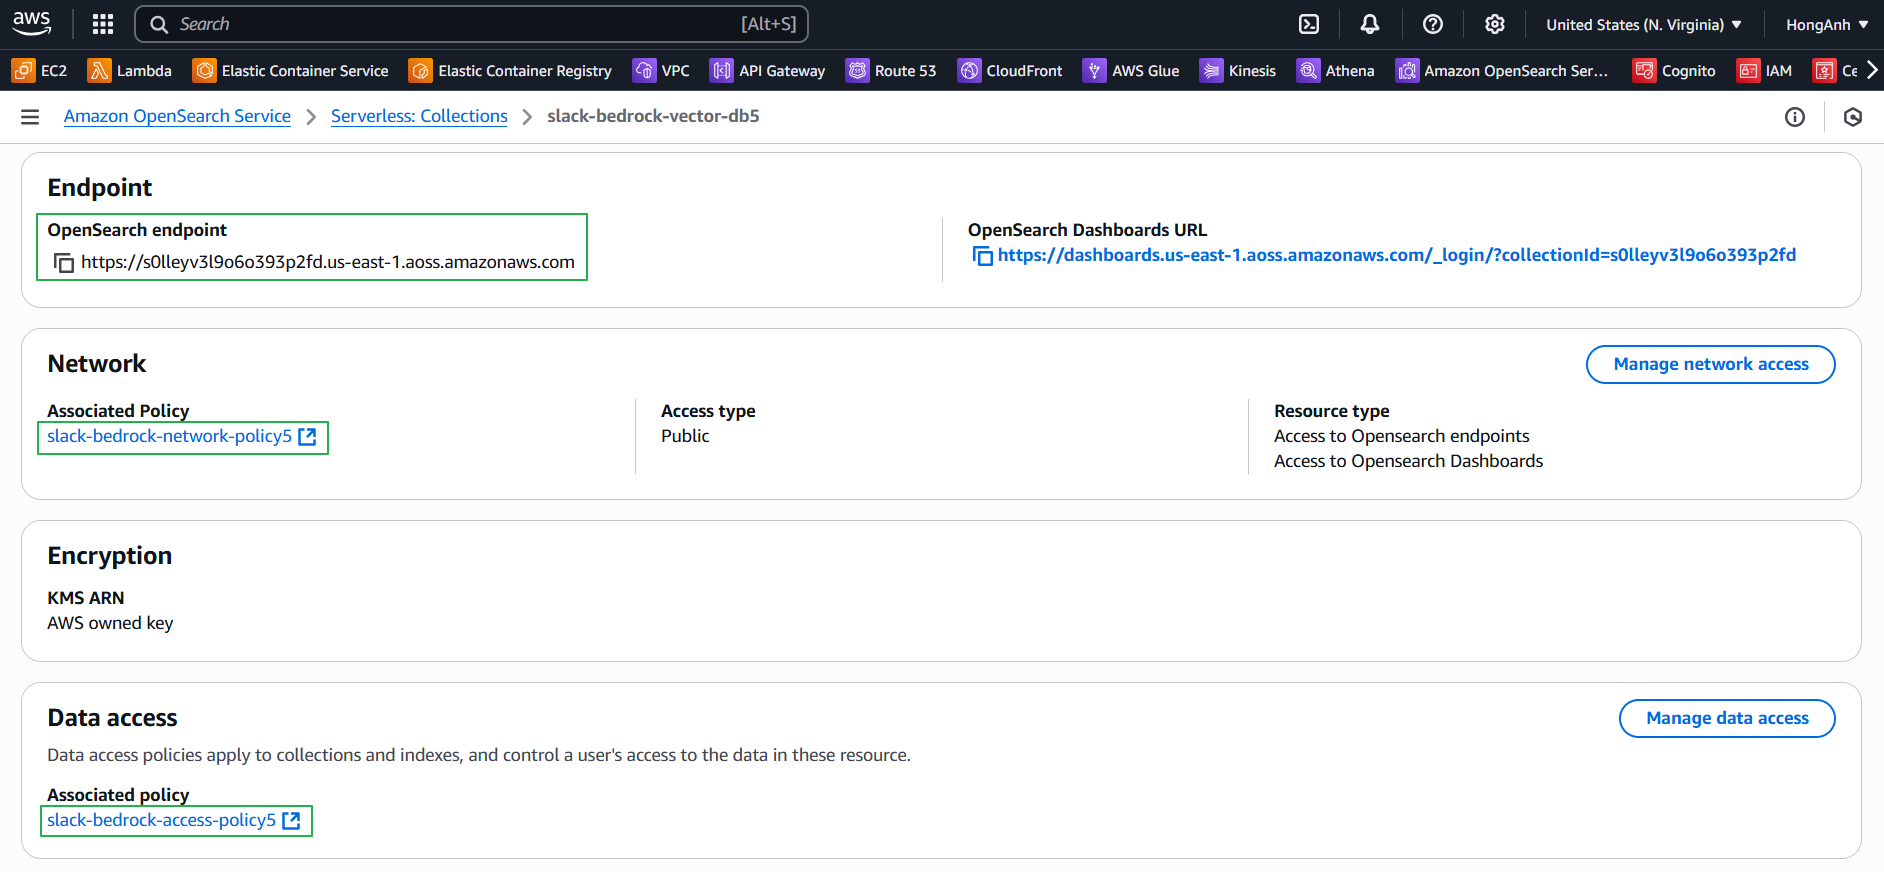 aws
Search [Alt+S]
United States (N. Virginia)
HongAnh
EC2
Lambda
Elastic Container Service
Elastic Container Registry
VPC
API Gateway
Route 53
CloudFront
AWS Glue
Kinesis
Athena
Amazon OpenSearch Ser...
Cognito
IAM
Ce
Amazon OpenSearch Service
Serverless: Collections
slack-bedrock-vector-db5
Endpoint
OpenSearch endpoint
https://s0lleyv3l9o6o393p2fd.us-east-1.aoss.amazonaws.com
OpenSearch Dashboards URL
https://dashboards.us-east-1.aoss.amazonaws.com/_login/?collectionId=s0lleyv3l9o6o393p2fd
Network
Manage network access
Associated Policy
slack-bedrock-network-policy5
Access type
Public
Resource type
Access to Opensearch endpoints
Access to Opensearch Dashboards
Encryption
KMS ARN
AWS owned key
Data access
Manage data access
Data access policies apply to collections and indexes, and control a user's access to the data in these resource.
Associated policy
slack-bedrock-access-policy5